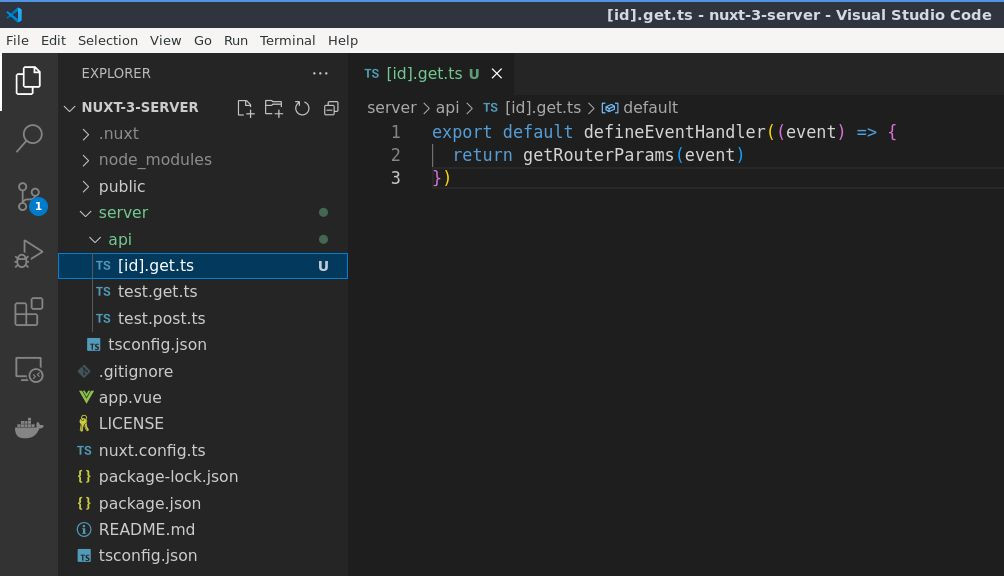 [id].get.ts - nuxt-3-server - Visual Studio Code
File Edit Selection View Go Run Terminal Help
EXPLORER
NUXT-3-SERVER
.nuxt
node_modules
public
server
api
TS [id].get.ts U
TS test.get.ts
TS test.post.ts
TS tsconfig.json
.gitignore
app.vue
LICENSE
TS nuxt.config.ts
{} package-lock.json
{} package.json
README.md
TS tsconfig.json
1
TS [id].get.ts U
server > api > TS [id].get.ts > default
1 export default defineEventHandler((event) => {
2   return getRouterParams(event)
3 })